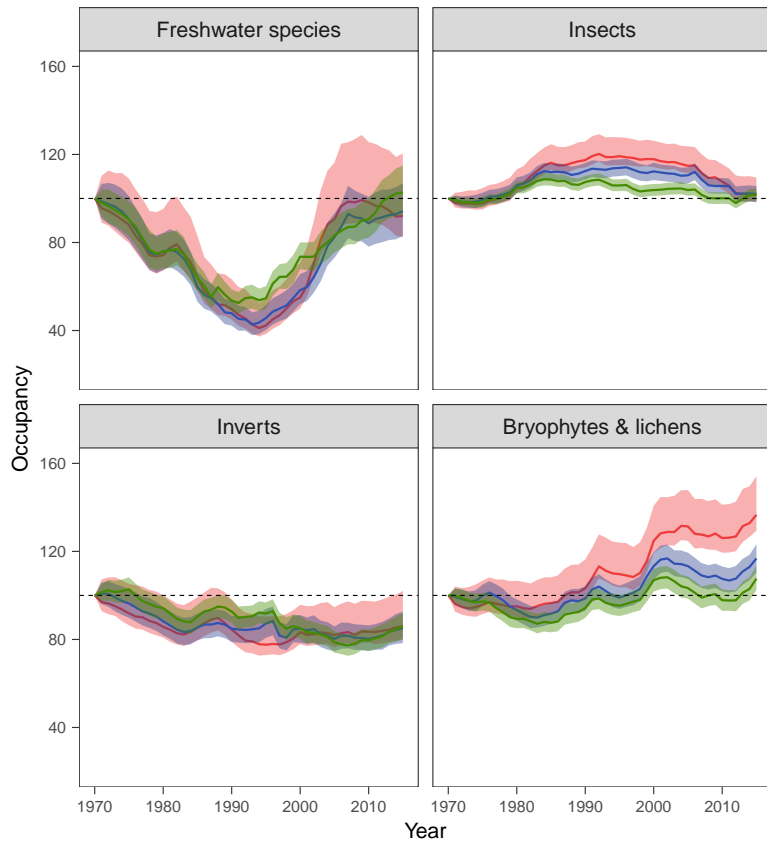 Freshwater species
Insects
160
120
80
40
Inverts
Bryophytes & lichens
160
120
80
40
1970 1980 1990 2000 2010
1970 1980 1990 2000 2010
Occupancy
Year